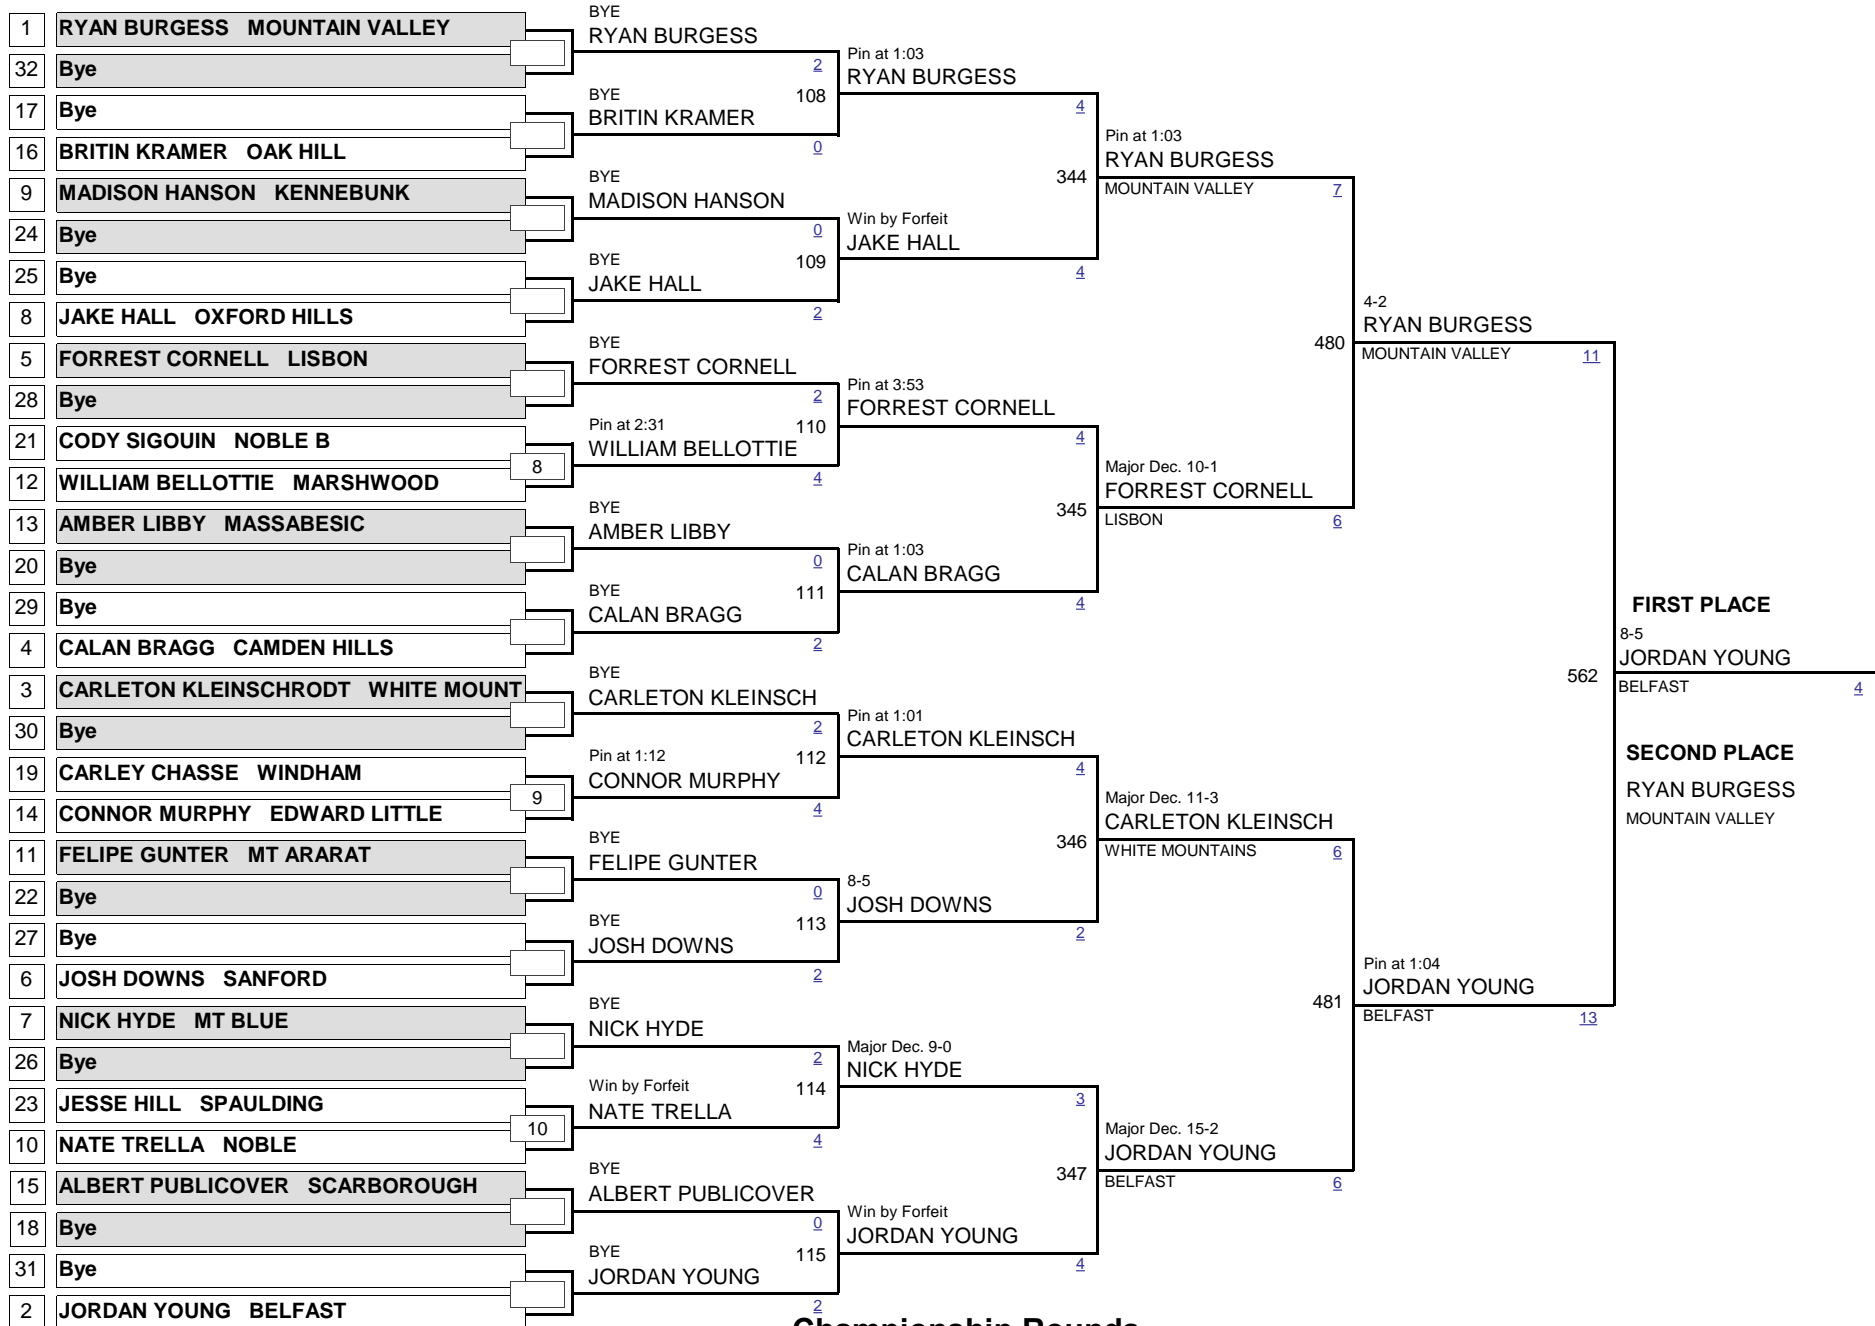 1 RYAN BURGESS MOUNTAIN VALLEY
32 Bye
17 Bye
16 BRITIN KRAMER OAK HILL
9 MADISON HANSON KENNEBUNK
24 Bye
25 Bye
8 JAKE HALL OXFORD HILLS
5 FORREST CORNELL LISBON
28 Bye
21 CODY SIGOUIN NOBLE B
8
12 WILLIAM BELLOTTIE MARSHWOOD
13 AMBER LIBBY MASSABESIC
20 Bye
29 Bye
4 CALAN BRAGG CAMDEN HILLS
3 CARLETON KLEINSCHRODT WHITE MOUNT
30 Bye
19 CARLEY CHASSE WINDHAM
9
14 CONNOR MURPHY EDWARD LITTLE
11 FELIPE GUNTER MT ARARAT
22 Bye
27 Bye
6 JOSH DOWNS SANFORD
7 NICK HYDE MT BLUE
26 Bye
23 JESSE HILL SPAULDING
10
10 NATE TRELLA NOBLE
15 ALBERT PUBLICOVER SCARBOROUGH
18 Bye
31 Bye
2 JORDAN YOUNG BELFAST
BYE
RYAN BURGESS
2
108
BYE
BRITIN KRAMER
0
BYE
MADISON HANSON
0
109
BYE
JAKE HALL
2
BYE
FORREST CORNELL
2
110
Pin at 2:31
WILLIAM BELLOTTIE
4
BYE
AMBER LIBBY
0
111
BYE
CALAN BRAGG
2
BYE
CARLETON KLEINSCH
2
112
Pin at 1:12
CONNOR MURPHY
4
BYE
FELIPE GUNTER
0
113
BYE
JOSH DOWNS
2
BYE
NICK HYDE
2
114
Win by Forfeit
NATE TRELLA
4
BYE
ALBERT PUBLICOVER
0
115
BYE
JORDAN YOUNG
2
Pin at 1:03
RYAN BURGESS
4
344
Win by Forfeit
JAKE HALL
4
Pin at 3:53
FORREST CORNELL
4
345
Pin at 1:03
CALAN BRAGG
4
Pin at 1:01
CARLETON KLEINSCH
4
346
8-5
JOSH DOWNS
2
Major Dec. 9-0
NICK HYDE
3
347
Win by Forfeit
JORDAN YOUNG
4
Pin at 1:03
RYAN BURGESS
MOUNTAIN VALLEY 7
480
Major Dec. 10-1
FORREST CORNELL
LISBON 6
Major Dec. 11-3
CARLETON KLEINSCH
WHITE MOUNTAINS 6
481
Major Dec. 15-2
JORDAN YOUNG
BELFAST 6
4-2
RYAN BURGESS
MOUNTAIN VALLEY 11
562
Pin at 1:04
JORDAN YOUNG
BELFAST 13
FIRST PLACE
8-5
JORDAN YOUNG
BELFAST 4
SECOND PLACE
RYAN BURGESS
MOUNTAIN VALLEY
Championship Rounds